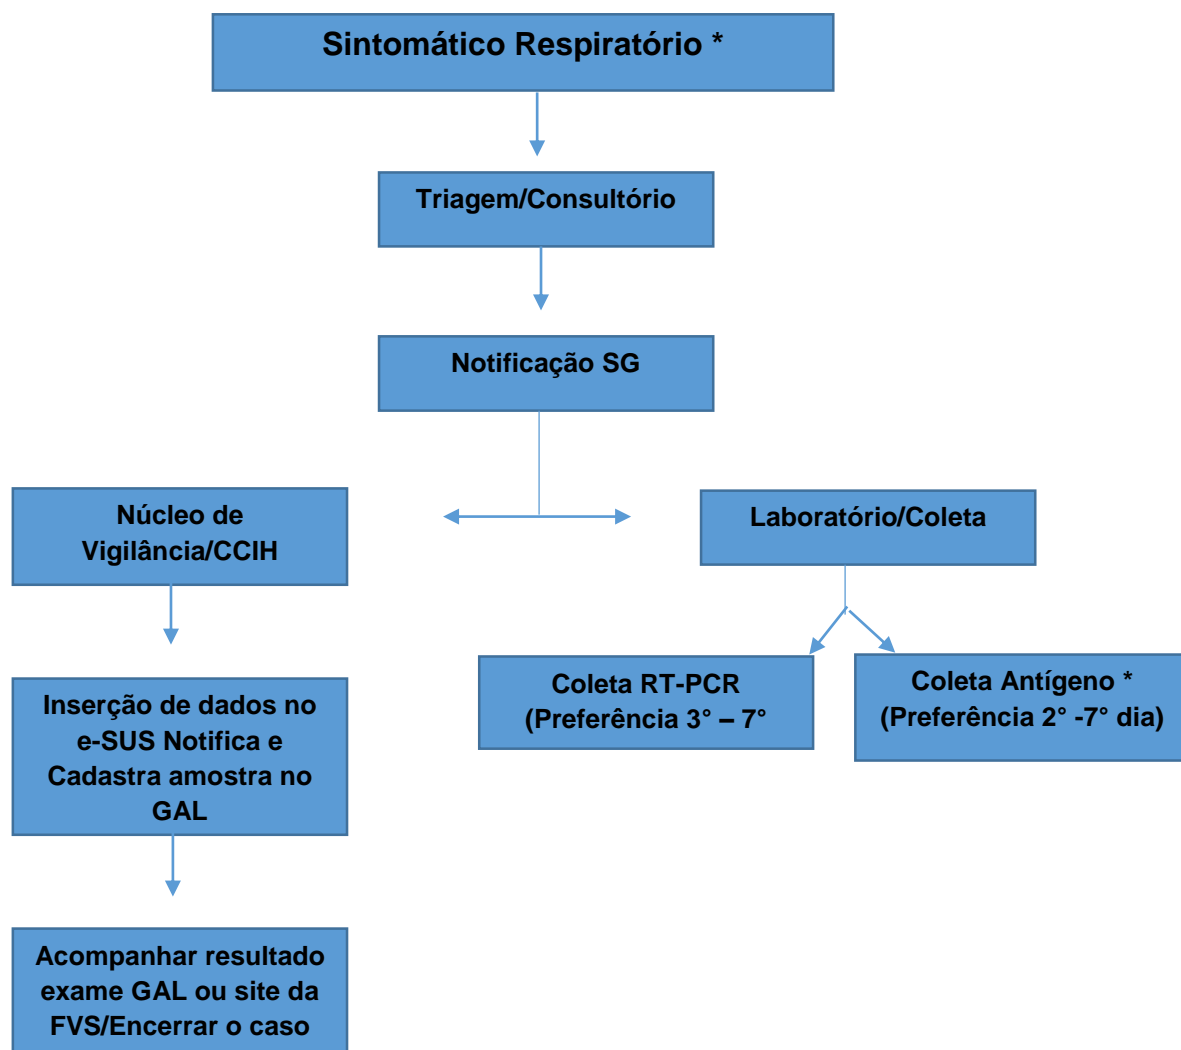 Sintomático Respiratório *
Triagem/Consultório
Notificação SG
Núcleo de
Vigilância/CCIH
Laboratório/Coleta
Inserção de dados no
e-SUS Notifica e
Cadastra amostra no
GAL
Coleta RT-PCR
(Preferência 3° – 7°
Coleta Antígeno *
(Preferência 2° -7° dia)
Acompanhar resultado
exame GAL ou site da
FVS/Encerrar o caso